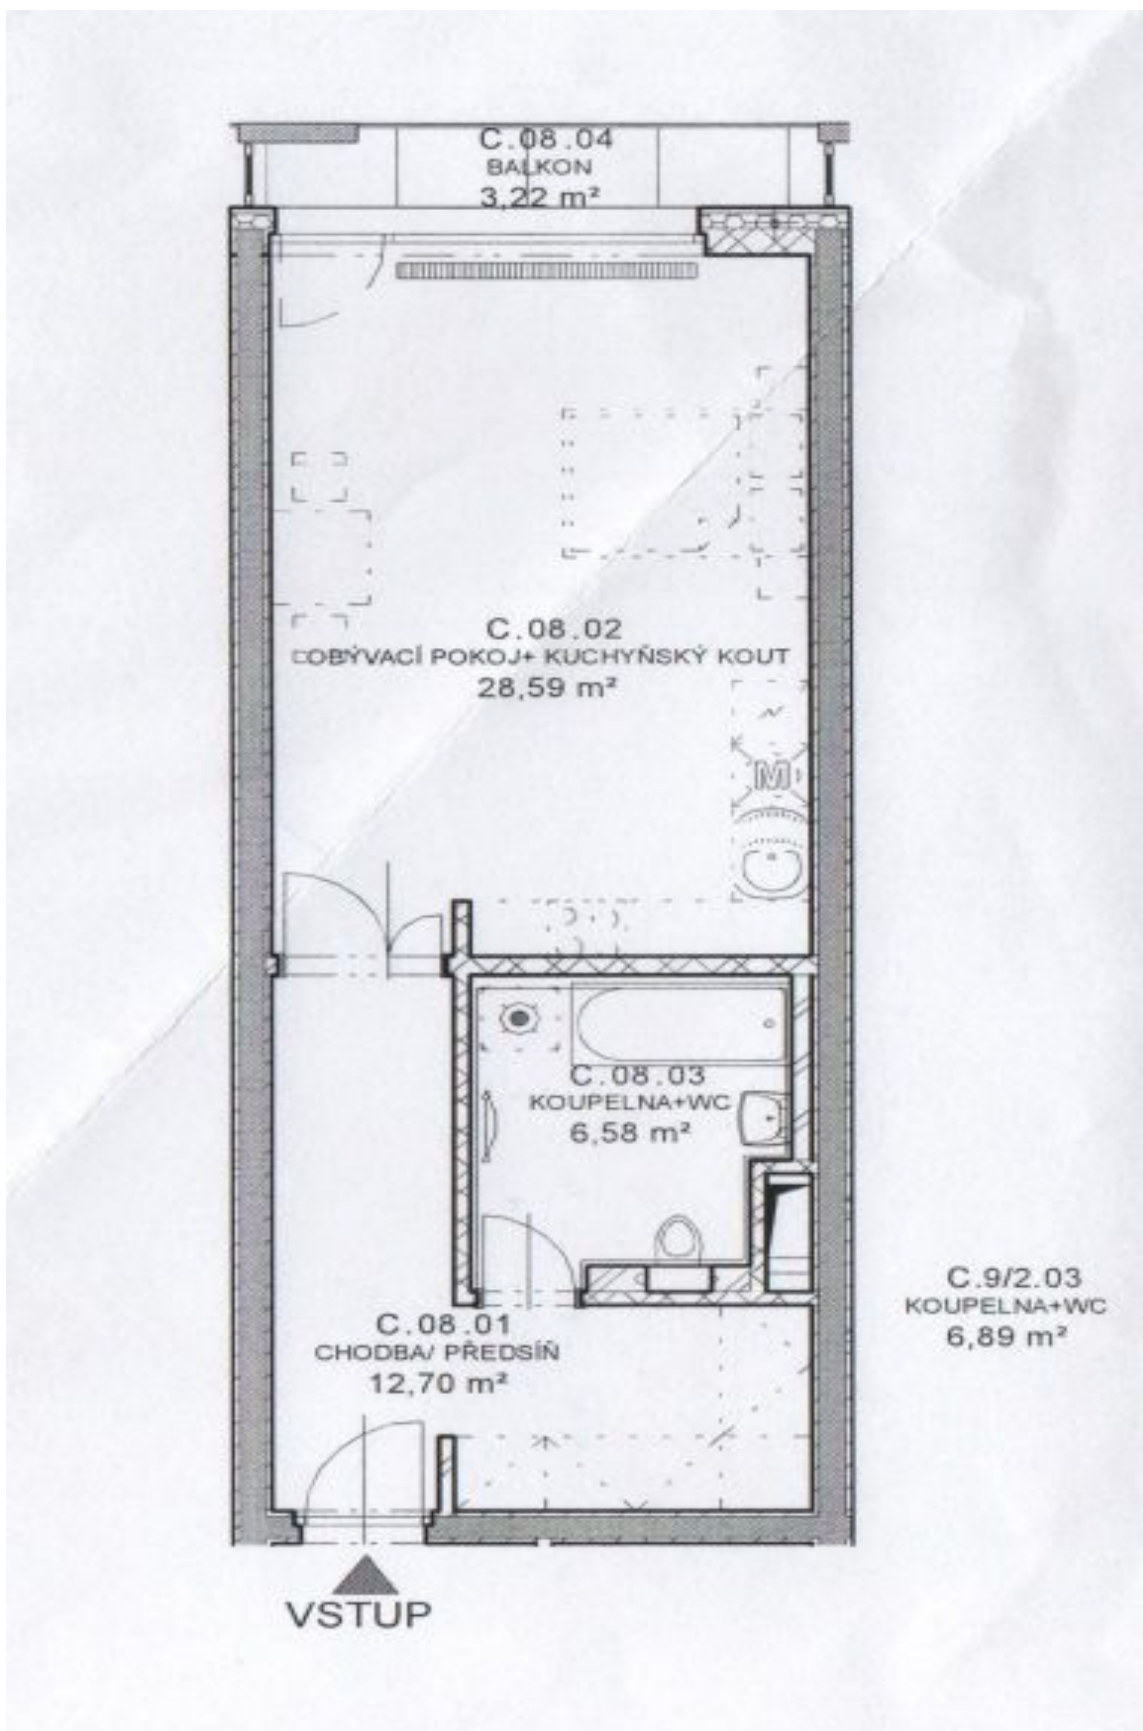 C.08.04
BALKON
3,22 m²
C.08.02
OBÝVACÍ POKOJ+ KUCHYŇSKÝ KOUT
28,59 m²
M
C.08.03
KOUPELNA+WC
6,58 m²
C.9/2.03
KOUPELNA+WC
6,89 m²
C.08.01
CHODBA/ PŘEDSÍŇ
12,70 m²
VSTUP